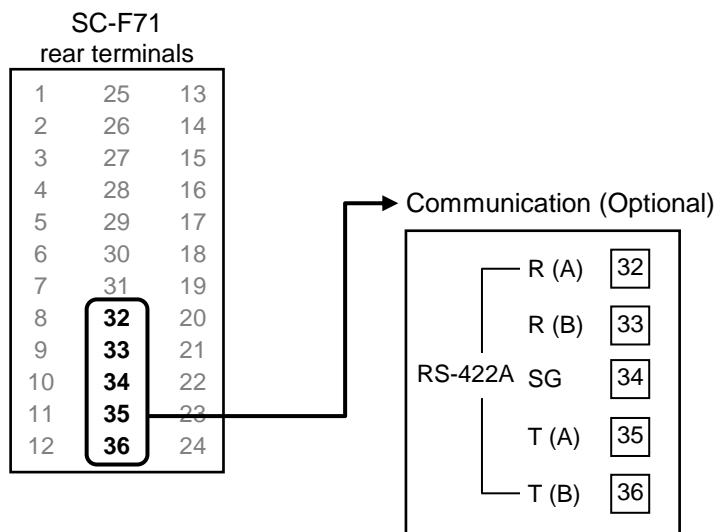 SC-F71
rear terminals
1 25 13
2 26 14
3 27 15
4 28 16
5 29 17
6 30 18
7 31 19
8 32 20
9 33 21
10 34 22
11 35 23
12 36 24
Communication (Optional)
R (A) 32
R (B) 33
RS-422A SG 34
T (A) 35
T (B) 36